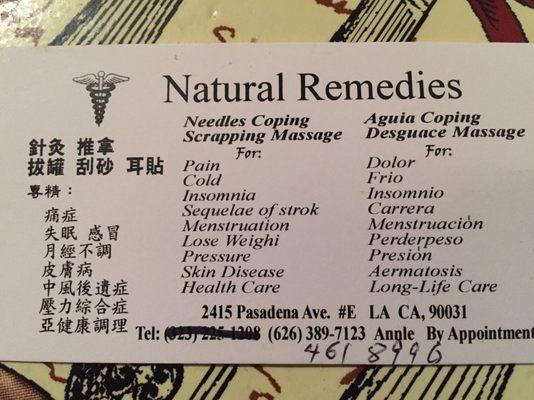 Natural Remedies
針灸 推拿
拔罐 刮砂 耳貼
專精：
痛症
失眠 感冒
月經不調
皮膚病
中風後遺症
壓力綜合症
亞健康調理
Needles Coping
Scrapping Massage
For:
Pain
Cold
Insomnia
Sequelae of strok
Menstruation
Lose Weighi
Pressure
Skin Disease
Health Care
Aguia Coping
Desguace Massage
For:
Dolor
Frio
Insomnio
Carrera
Menstruaciòn
Perderpeso
Presiòn
Aermatosis
Long-Life Care
2415 Pasadena Ave. #E LA CA, 90031
Tel: (323) 225-1208 (626) 389-7123 Annle By Appointment
461 8996